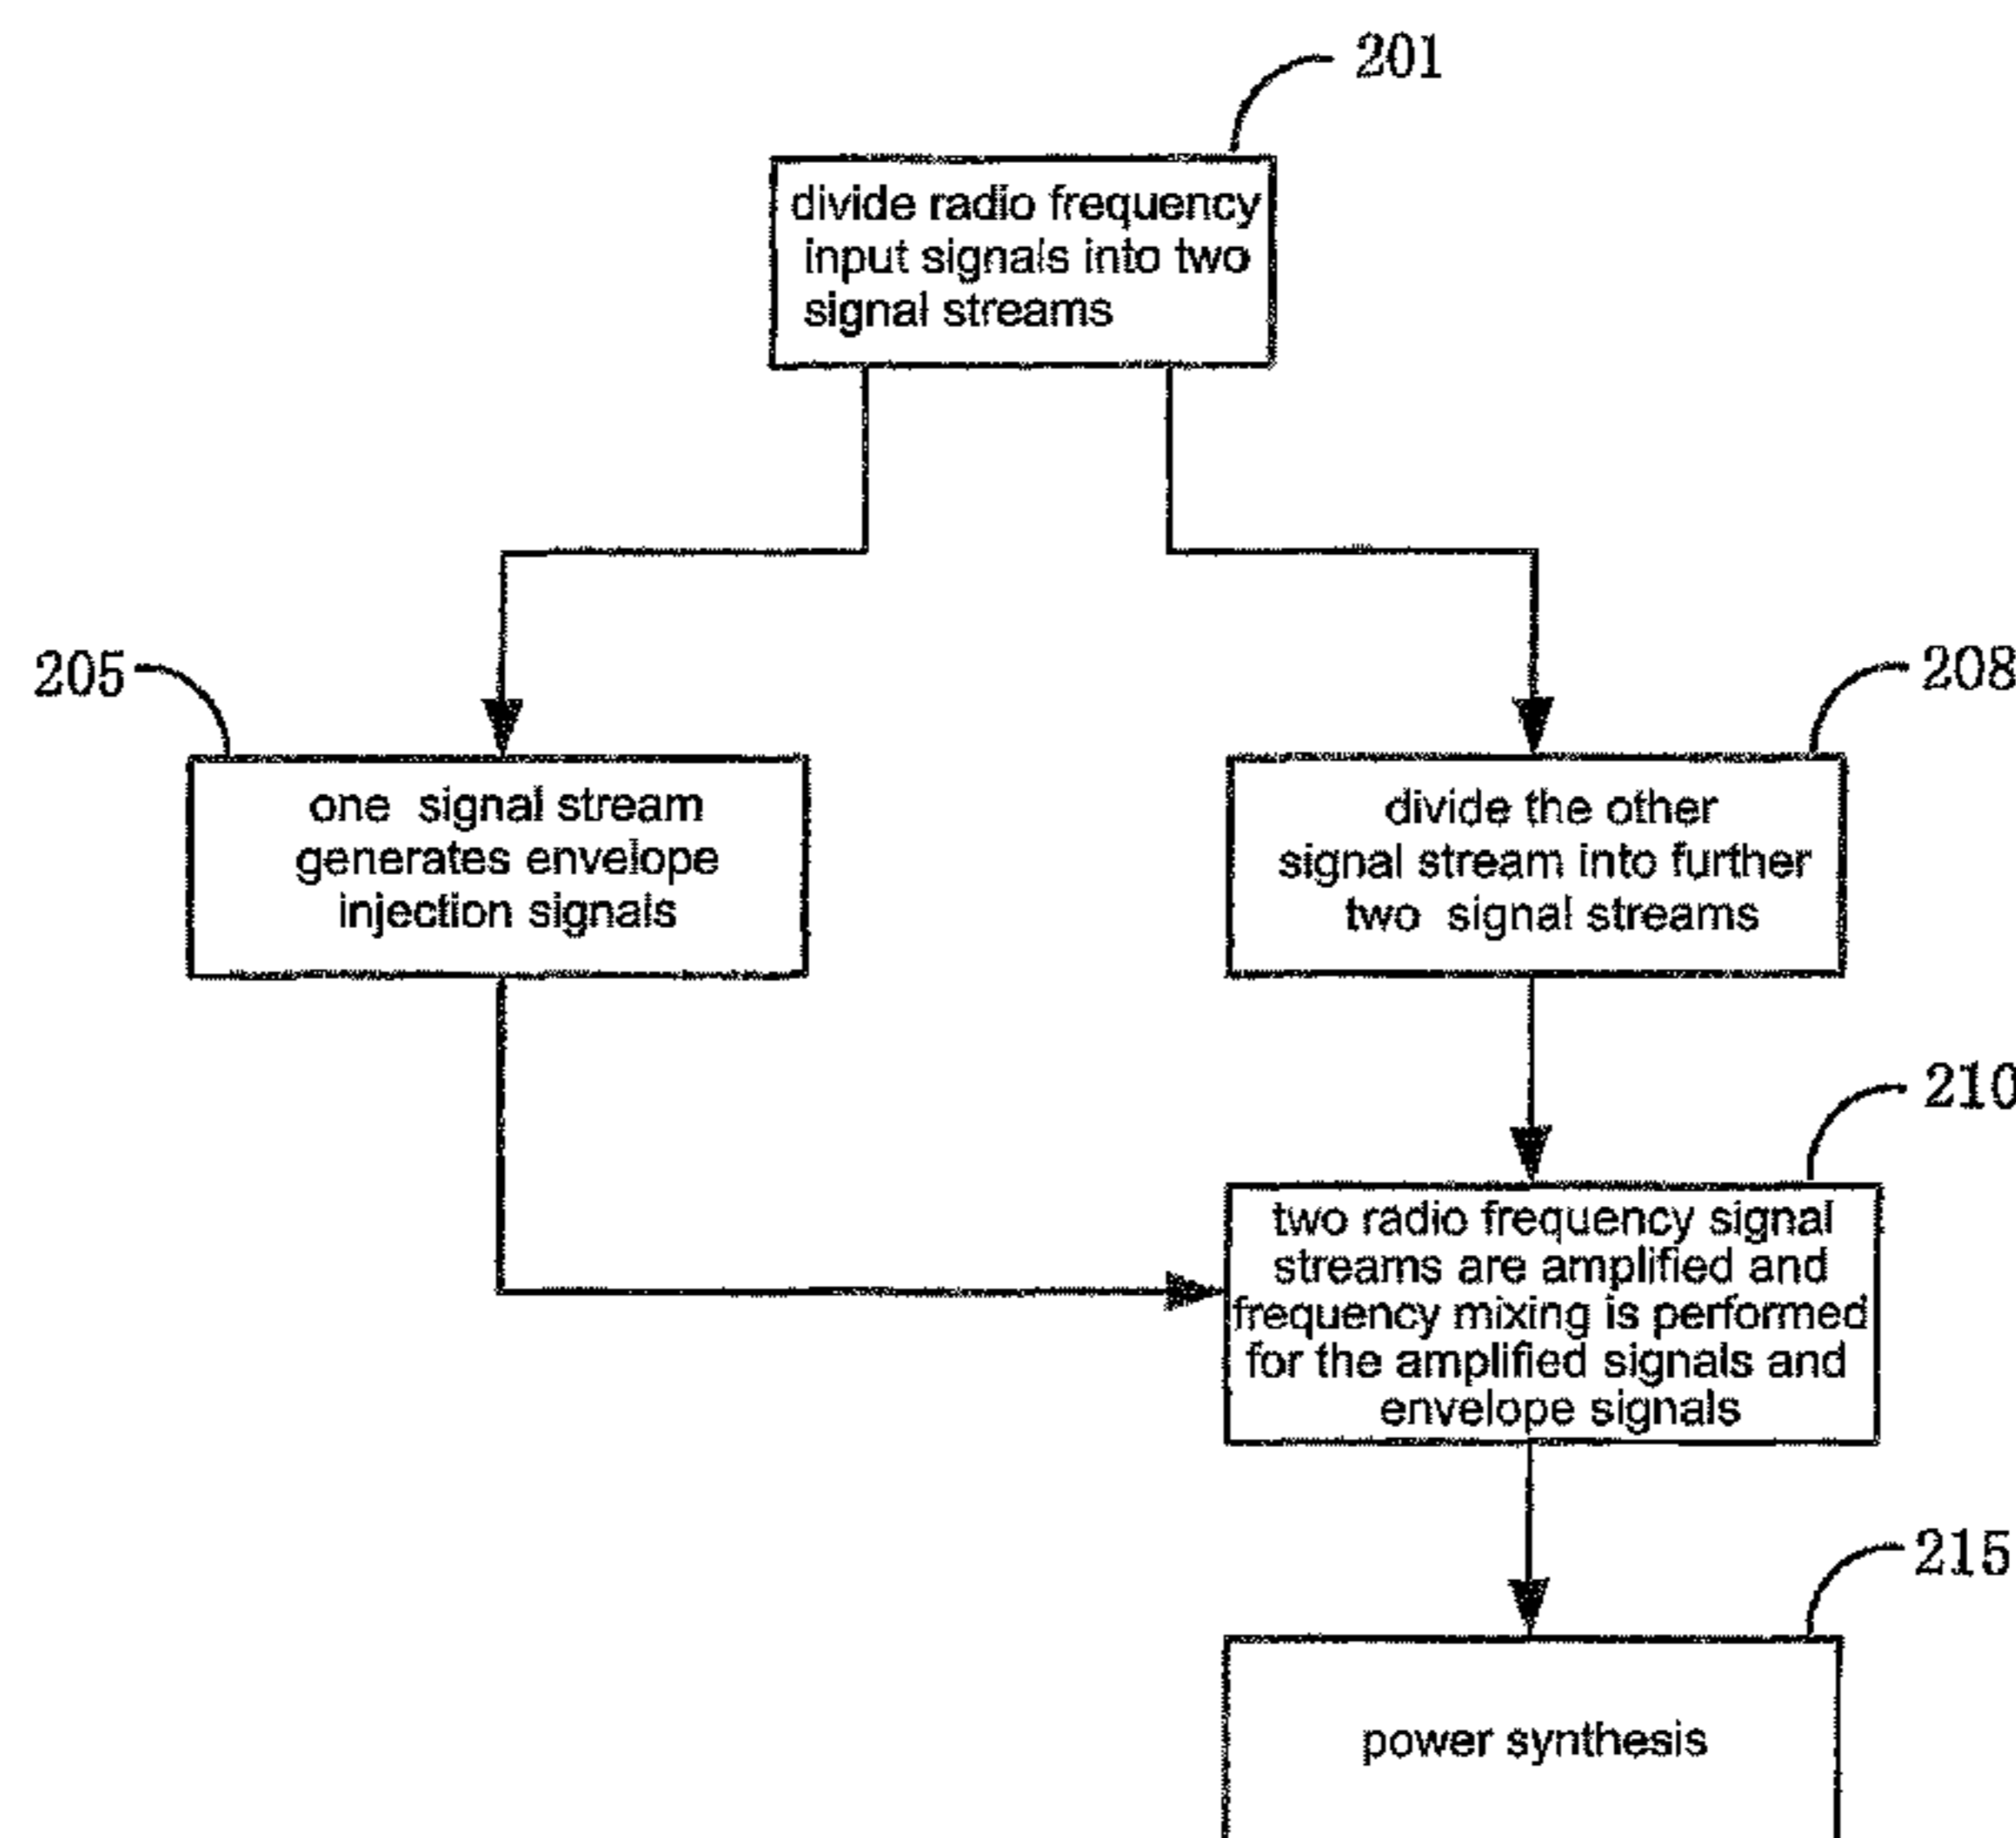 201
divide radio frequency
input signals into two
signal streams
205
208
one signal stream
generates envelope
injection signals
divide the other
signal stream into further
two signal streams
210
two radio frequency signal
streams are amplified and
frequency mixing is performed
for the amplified signals and
envelope signals
215
power synthesis